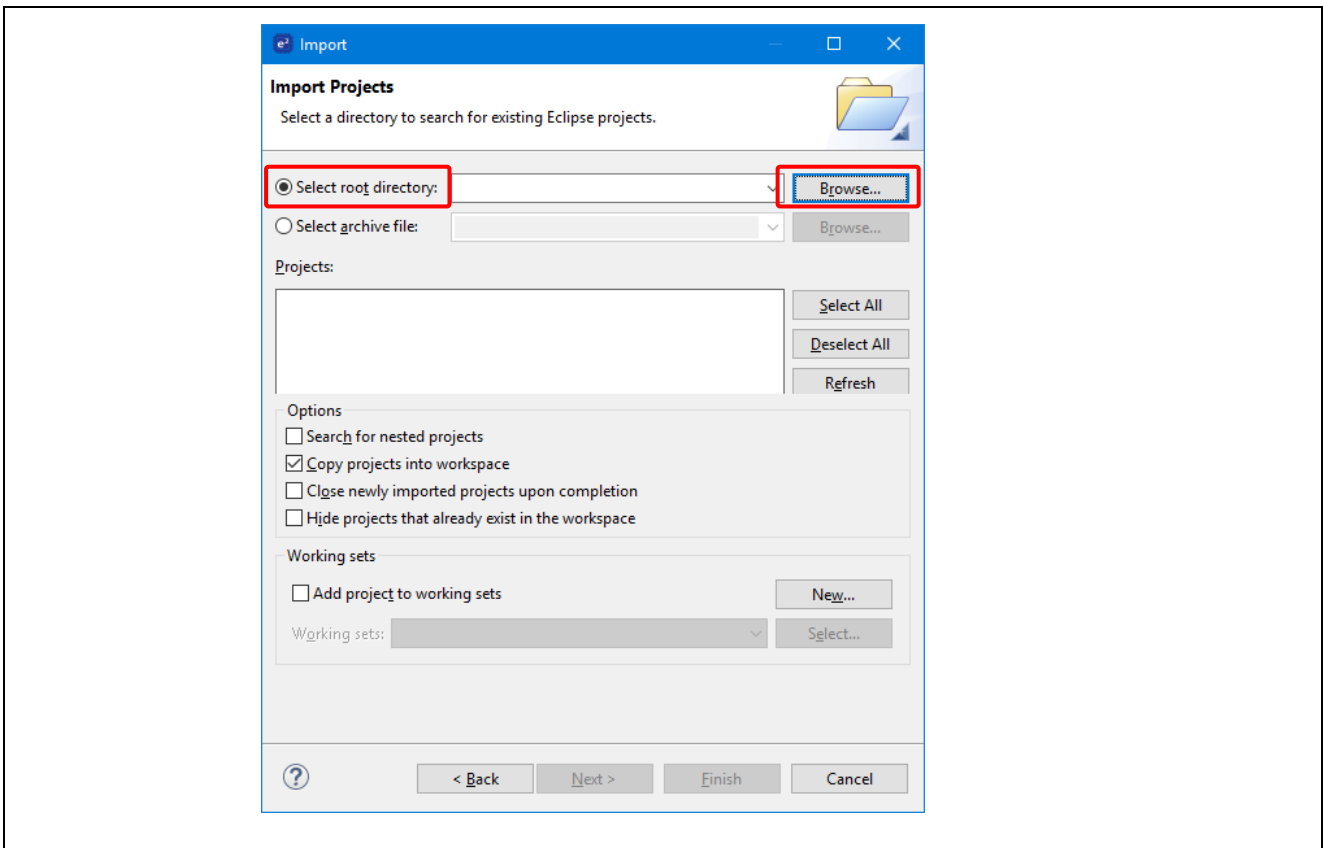 e² Import
Import Projects
Select a directory to search for existing Eclipse projects.
Select root directory: Browse...
Select archive file: Browse...
Projects:
Select All
Deselect All
Refresh
Options
Search for nested projects
Copy projects into workspace
Close newly imported projects upon completion
Hide projects that already exist in the workspace
Working sets
Add project to working sets New...
Working sets: Select...
? < Back Next > Finish Cancel